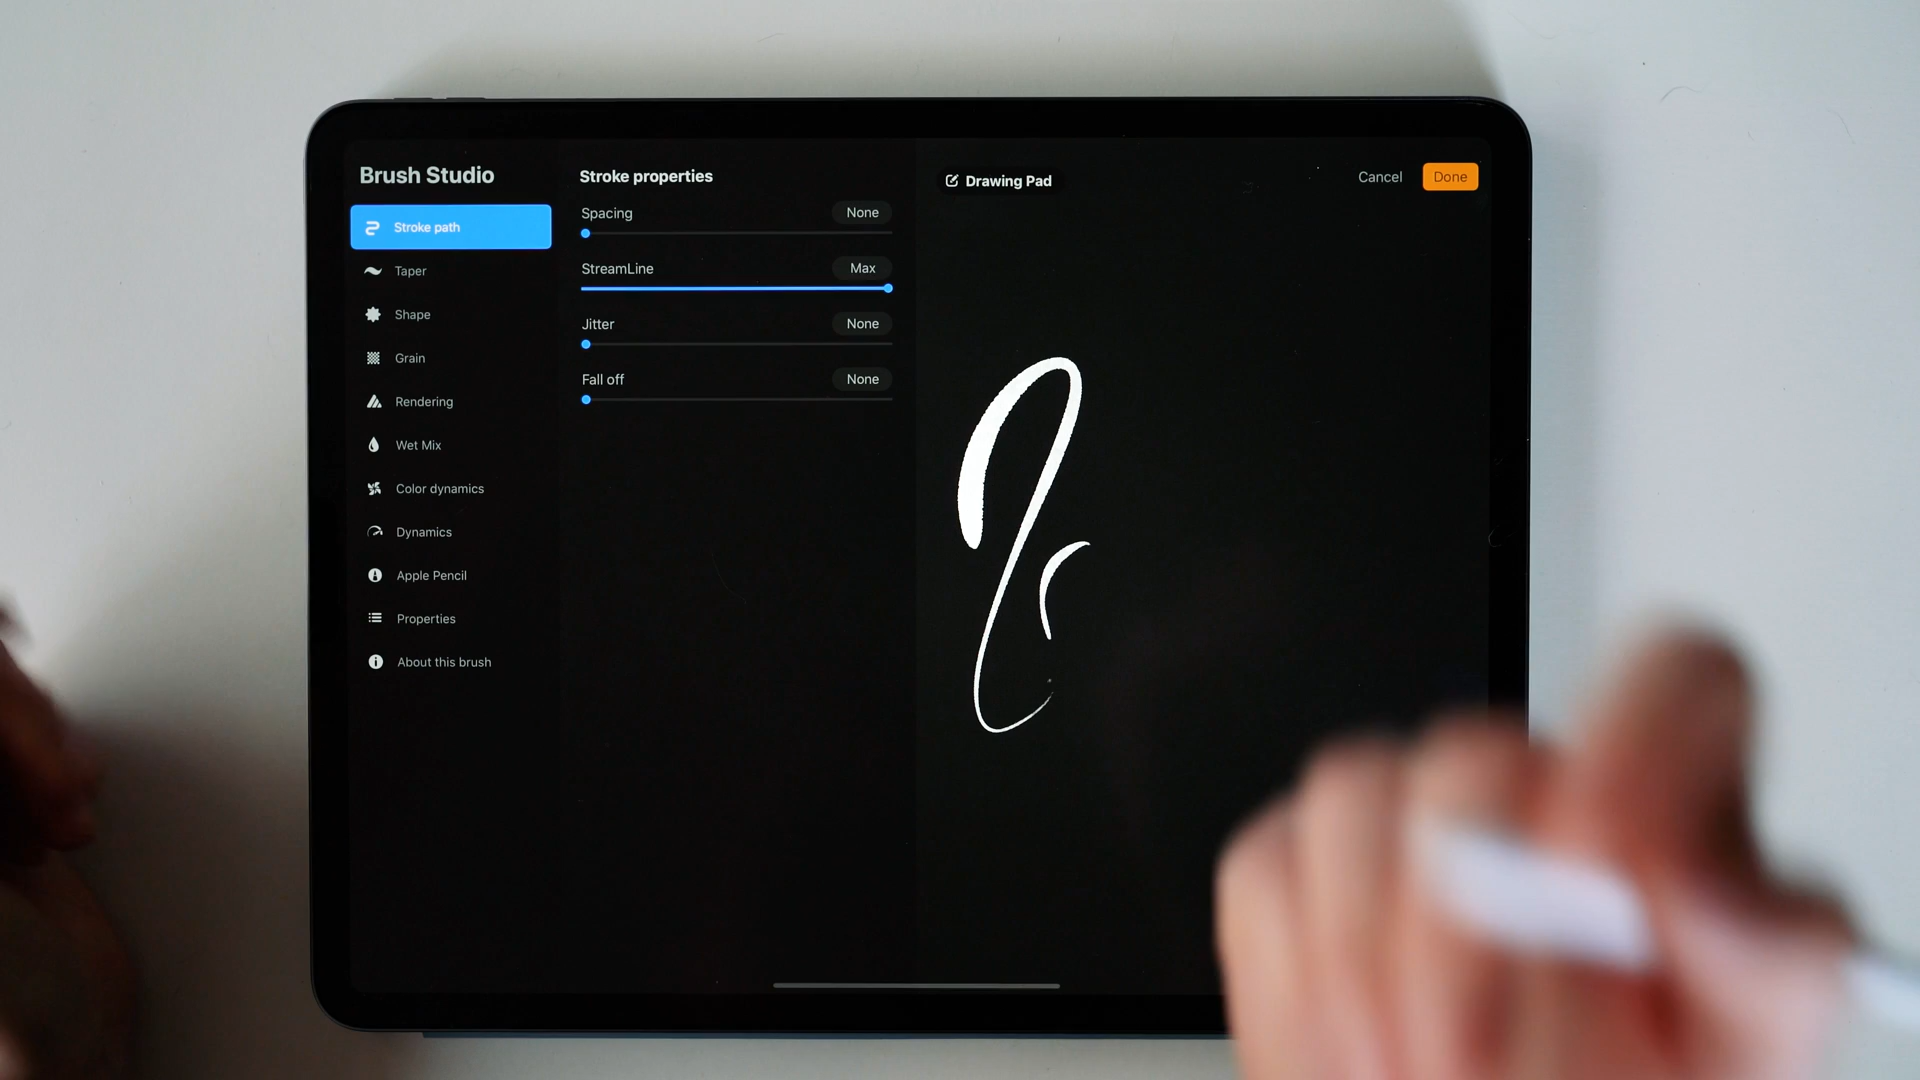 Brush Studio
Stroke path
Taper
Shape
Grain
Rendering
Wet Mix
Color dynamics
Dynamics
Apple Pencil
Properties
About this brush
Stroke properties
Spacing None
StreamLine Max
Jitter None
Fall off None
Drawing Pad
Cancel Done